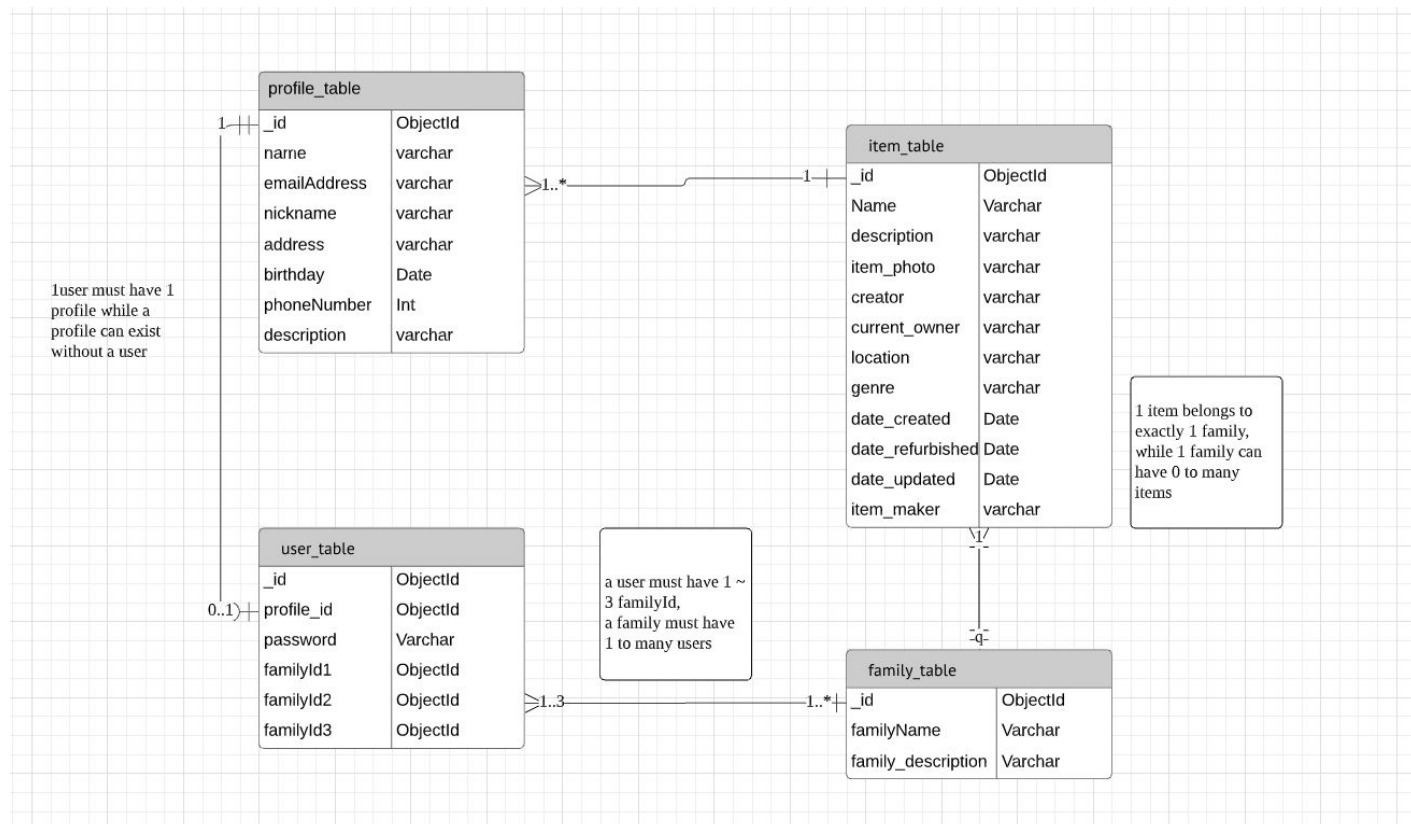 profile_table
1 _id ObjectId
name varchar
emailAddress varchar
1..*
nickname varchar
address varchar
birthday Date
phoneNumber Int
description varchar
1user must have 1
profile while a
profile can exist
without a user
item_table
1 _id ObjectId
Name Varchar
description varchar
item_photo varchar
creator varchar
current_owner varchar
location varchar
genre varchar
date_created Date
date_refurbished Date
date_updated Date
item_maker varchar
1 item belongs to
exactly 1 family,
while 1 family can
have 0 to many
items
1
user_table
_id ObjectId
0..1 profile_id ObjectId
password Varchar
familyId1 ObjectId
familyId2 ObjectId
1..3
familyId3 ObjectId
a user must have 1 ~
3 familyId,
a family must have
1 to many users
family_table
1..* _id ObjectId
familyName Varchar
family_description Varchar